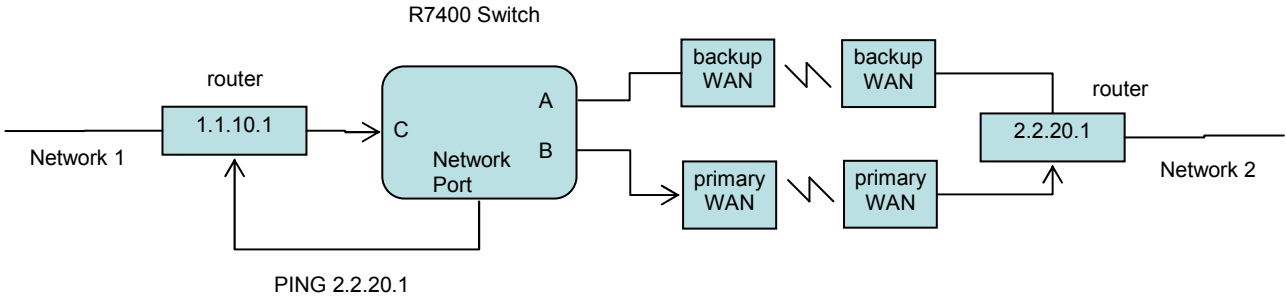 R7400 Switch
router
1.1.10.1
Network 1
C
A
B
Network
Port
backup
WAN
backup
WAN
primary
WAN
primary
WAN
router
2.2.20.1
Network 2
PING 2.2.20.1